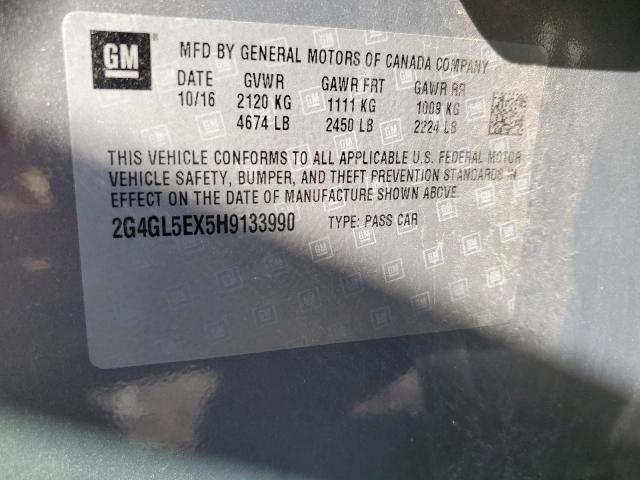 GM
MFD BY GENERAL MOTORS OF CANADA COMPANY
DATE GVWR GAWR FRT GAWR RR
10/16 2120 KG 1111 KG 1009 KG
4674 LB 2450 LB 2224 LB
THIS VEHICLE CONFORMS TO ALL APPLICABLE U.S. FEDERAL MOTOR
VEHICLE SAFETY, BUMPER, AND THEFT PREVENTION STANDARDS IN
EFFECT ON THE DATE OF MANUFACTURE SHOWN ABOVE.
2G4GL5EX5H9133990 TYPE: PASS CAR